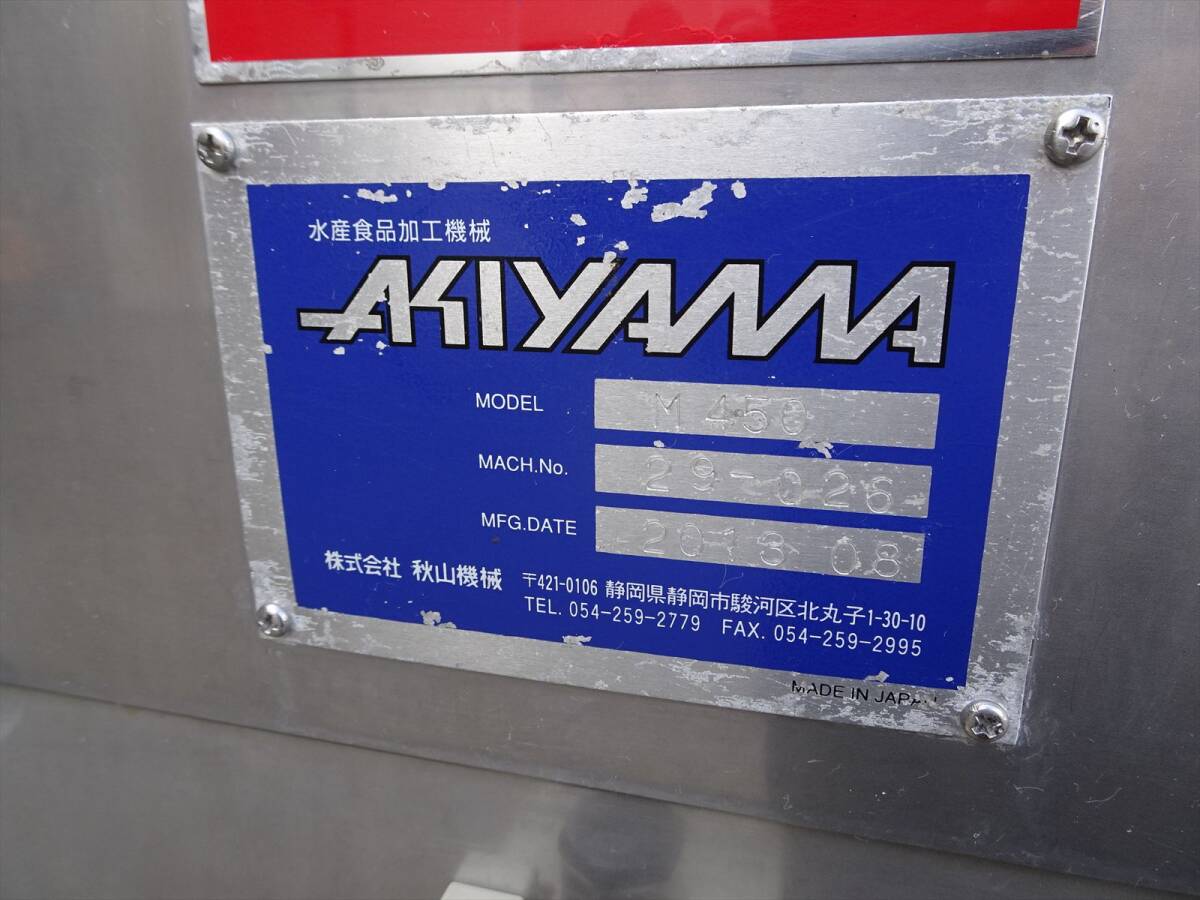 水産食品加工機械
AKIYAMA
MODEL M 450
MACH.No. 29-026
MFG.DATE 2018 08
株式会社 秋山機械 〒421-0106 静岡県静岡市駿河区北丸子1-30-10
TEL. 054-259-2779 FAX. 054-259-2995
MADE IN JAPAN